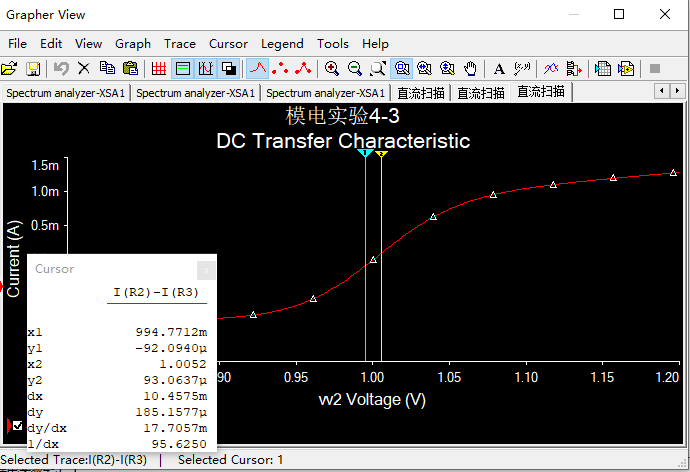 Grapher View
File Edit View Graph Trace Cursor Legend Tools Help
Spectrum analyzer-XSA1 Spectrum analyzer-XSA1 Spectrum analyzer-XSA1 直流扫描 直流扫描 直流扫描
模电实验4-3
DC Transfer Characteristic
1.5m
1.0m
0.5m
Current (A)
Cursor
I(R2)-I(R3)
x1 994.7712m
y1 -92.0940µ
x2 1.0052
y2 93.0637µ
dx 10.4575m
dy 185.1577µ
dy/dx 17.7057m
1/dx 95.6250
.90 0.95 1.00 1.05 1.10 1.15 1.20
vv2 Voltage (V)
Selected Trace:I(R2)-I(R3) | Selected Cursor: 1